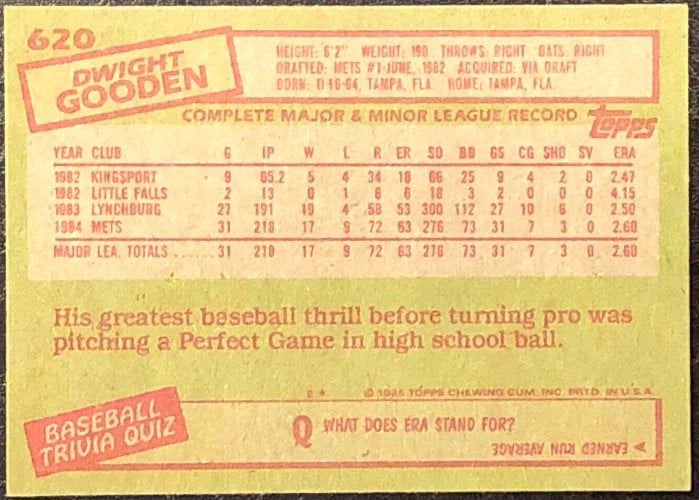 620
DWIGHT
GOODEN
HEIGHT: 6'2" WEIGHT: 190 THROWS: RIGHT BATS: RIGHT
DRAFTED: METS #1-JUNE, 1982 ACQUIRED: VIA DRAFT
BORN: 11-16-64, TAMPA, FLA. HOME: TAMPA, FLA.
COMPLETE MAJOR & MINOR LEAGUE RECORD
Topps
YEAR CLUB G IP W L R ER SO BB GS CG SHO SV ERA
1982 KINGSPORT 9 65.2 5 4 34 18 66 25 9 4 2 0 2.47
1982 LITTLE FALLS 2 13 0 1 6 6 18 3 2 0 0 0 4.15
1983 LYNCHBURG 27 191 19 4 58 53 300 112 27 10 6 0 2.50
1984 METS 31 218 17 9 72 63 276 73 31 7 3 0 2.60
MAJOR LEA. TOTALS ...... 31 218 17 9 72 63 276 73 31 7 3 0 2.60
His greatest baseball thrill before turning pro was
pitching a Perfect Game in high school ball.
E* © 1985 TOPPS CHEWING GUM, INC. PRTD. IN U.S.A.
BASEBALL
TRIVIA QUIZ
Q WHAT DOES ERA STAND FOR?
EARNED RUN AVERAGE